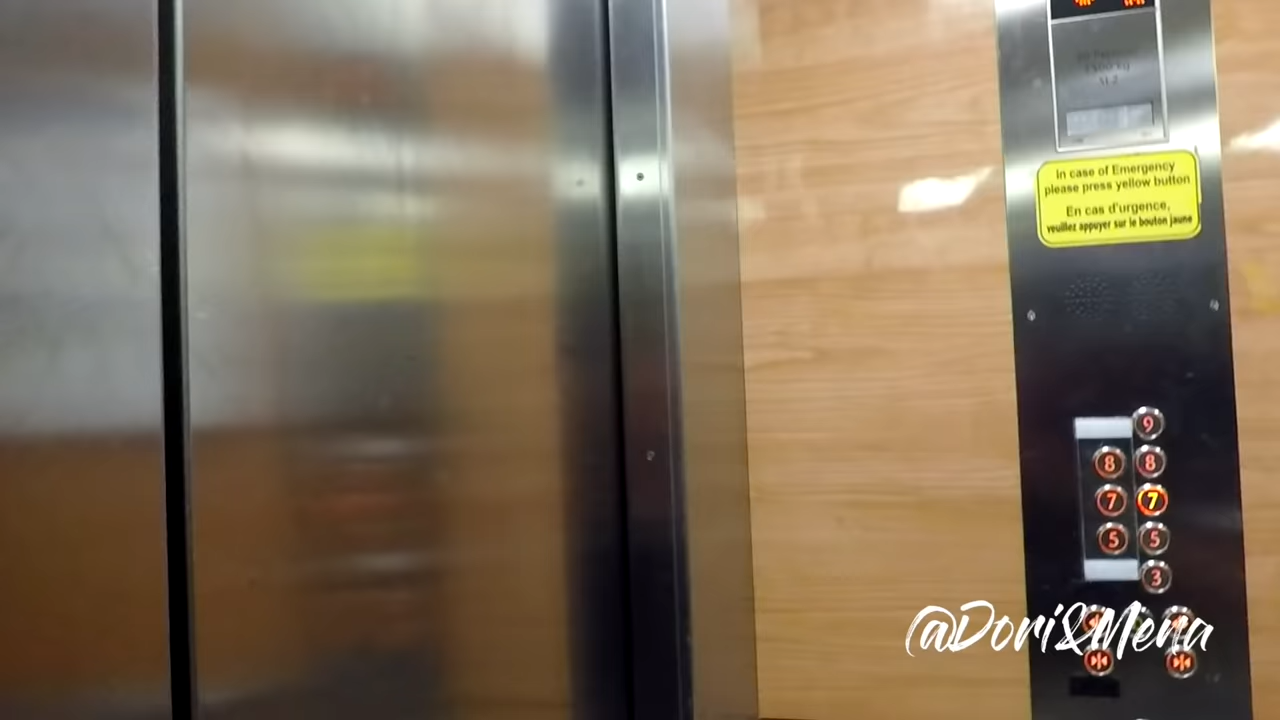 In case of Emergency
please press yellow button
En cas d'urgence,
veuillez appuyer sur le bouton jaune
9
8 8
7 7
5 5
3
@Dori&Mena